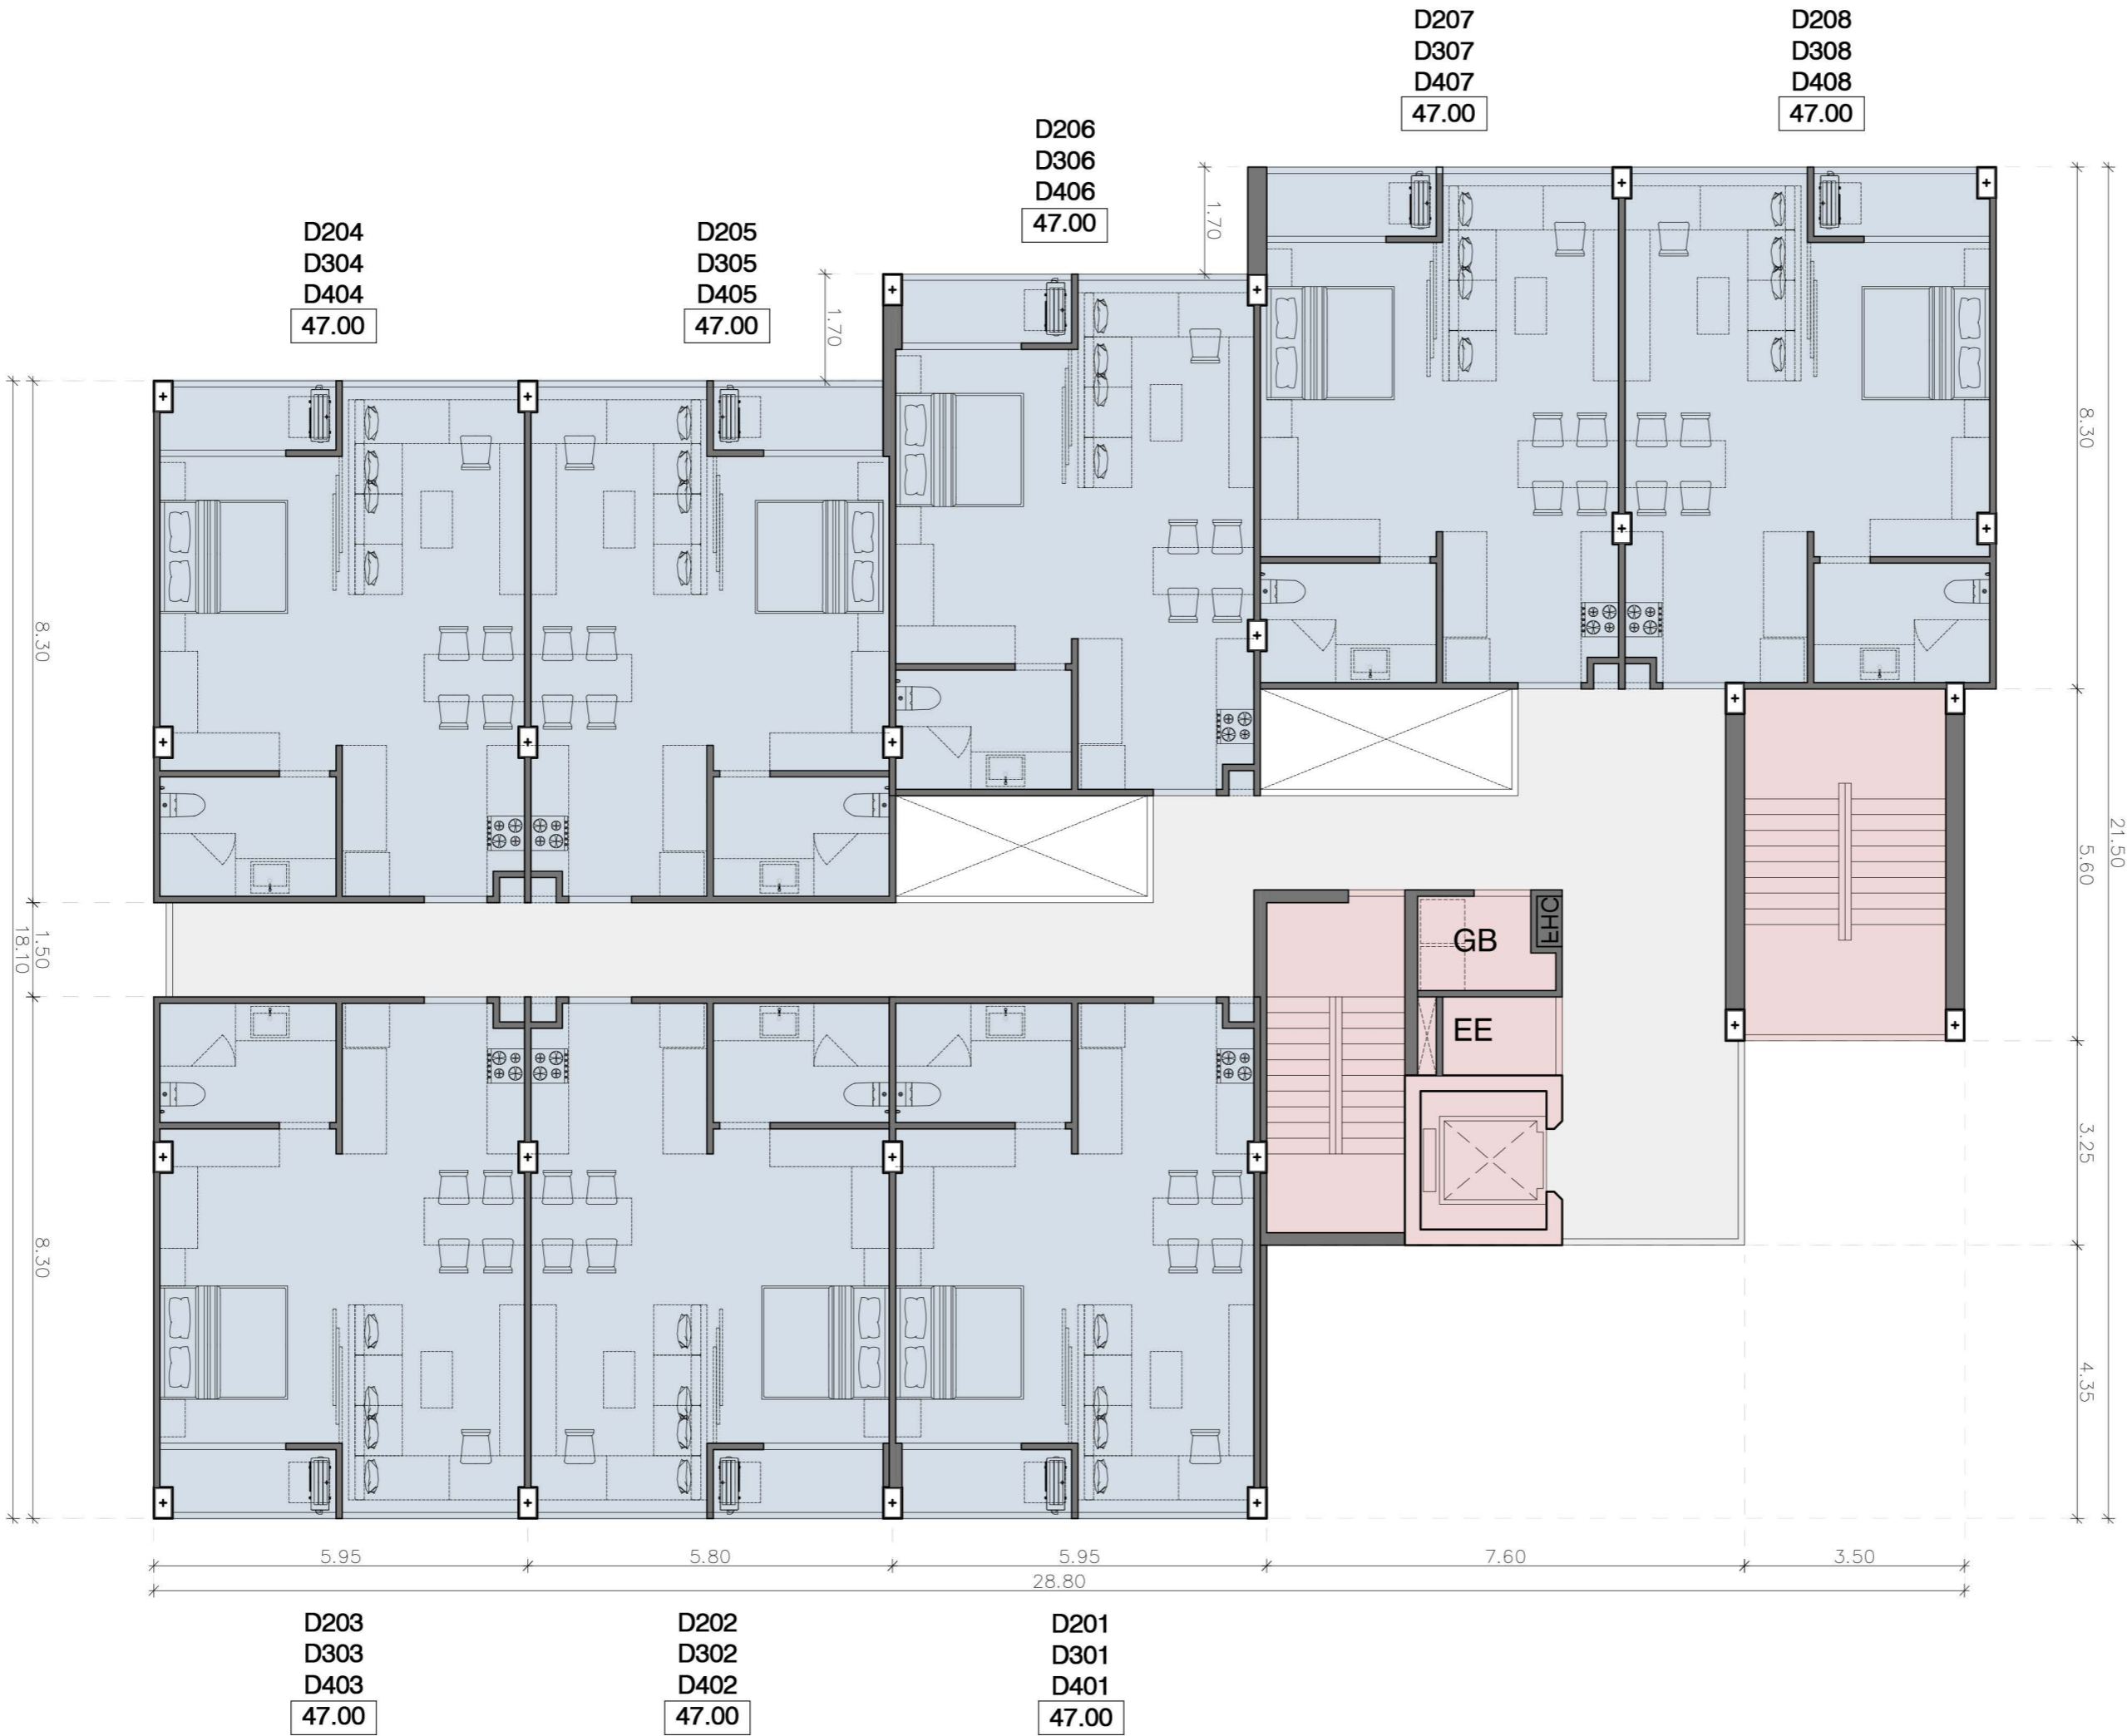 D207
D307
D407
47.00
D208
D308
D408
47.00
D206
D306
D406
47.00
D204
D304
D404
47.00
D205
D305
D405
47.00
1.70
1.70
8.30
21.50
5.60
3.25
4.35
8.30
1.50
18.10
8.30
GB
EHC
EE
5.95
5.80
5.95
7.60
3.50
28.80
D203
D303
D403
47.00
D202
D302
D402
47.00
D201
D301
D401
47.00